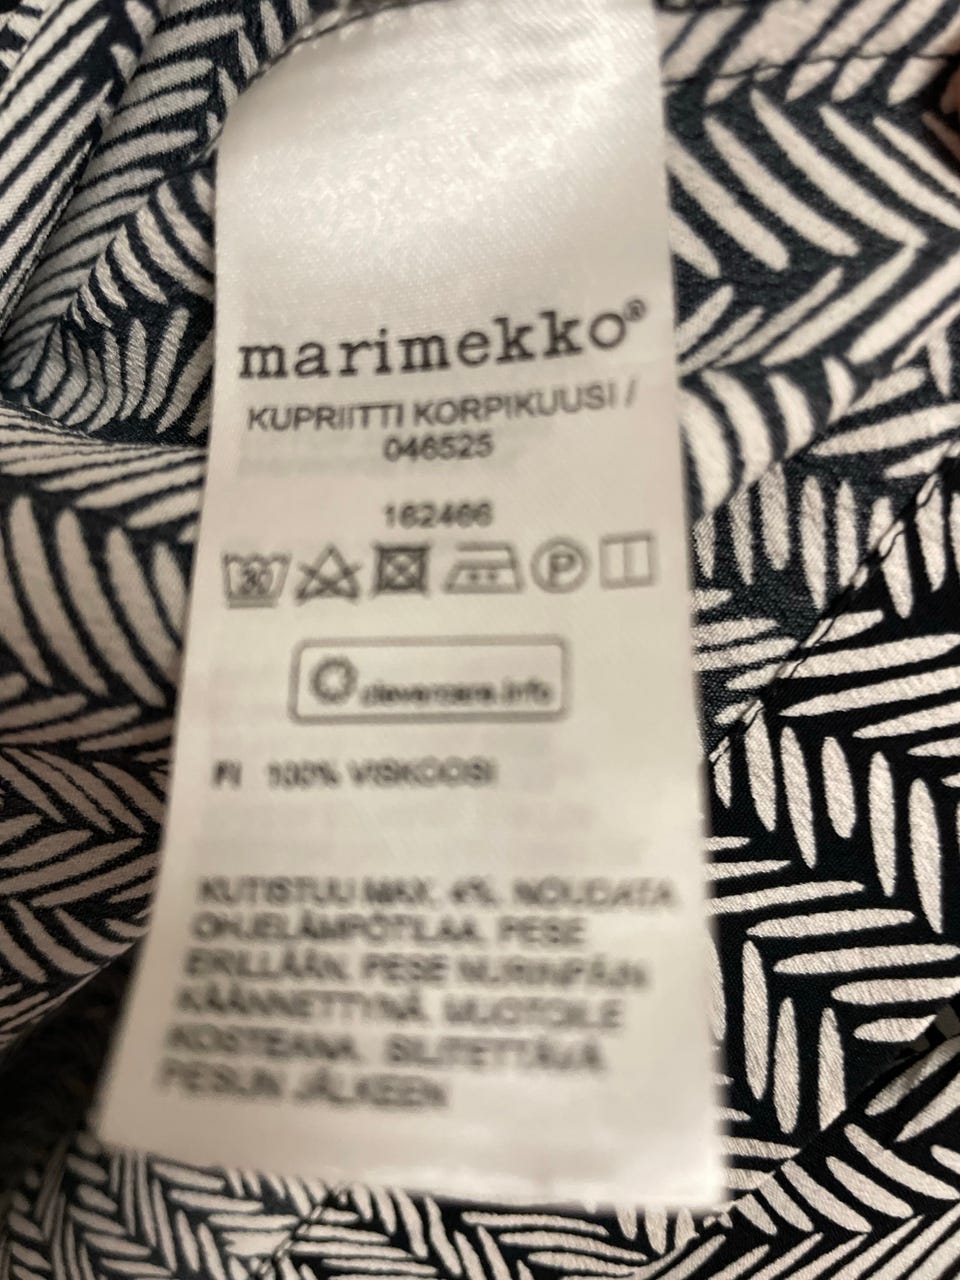 marimekko®
KUPRIITTI KORPIKUUSI /
046525
162466
30
P
clevercare.info
FI 100% VISKOOSI
KUTISTUU MAX. 4%. NOUDATA
OHJELÄMPÖTILAA. PESE
ERILLÄÄN. PESE NURINPÄIN
KÄÄNNETTYNÄ. MUOTOILE
KOSTEANA. SILITETTÄVÄ
PESUN JÄLKEEN